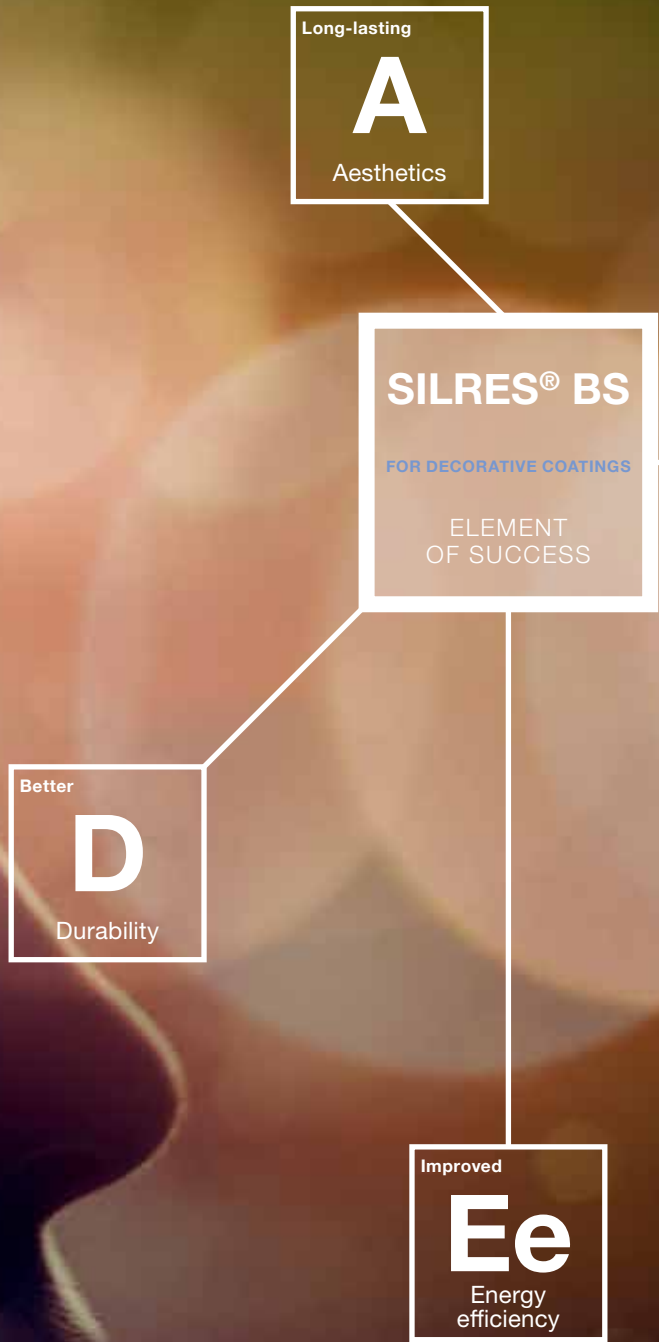 Long-lasting
A
Aesthetics
SILRES® BS
FOR DECORATIVE COATINGS
ELEMENT
OF SUCCESS
Better
D
Durability
Improved
Ee
Energy
efficiency